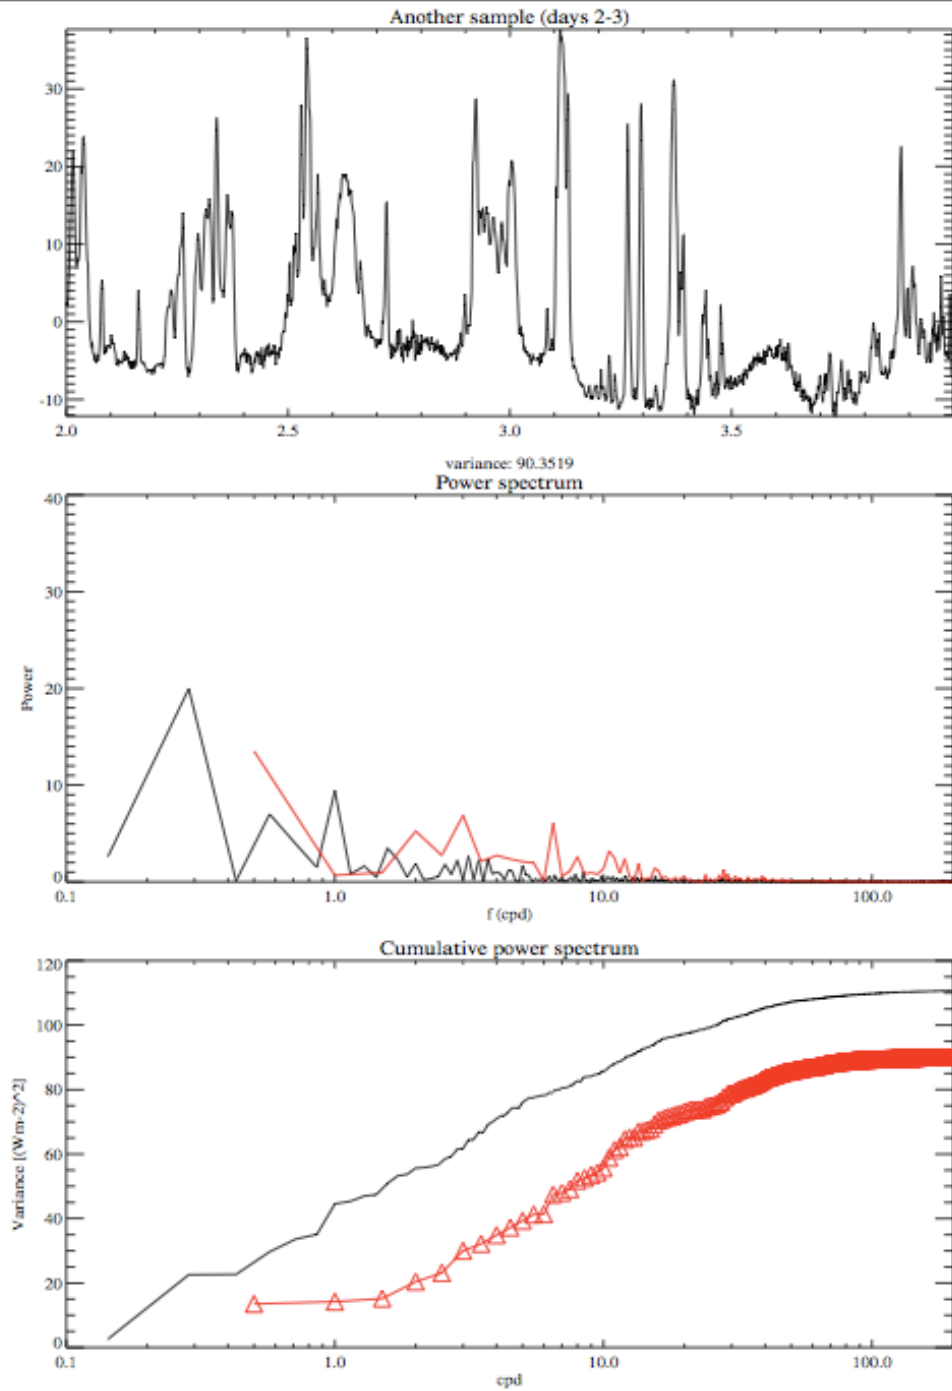 Another sample (days 2-3)
30
20
10
0
-10
2.0 2.5 3.0 3.5
variance: 90.3519
Power spectrum
40
30
20
10
0
Power
0.1 1.0 10.0 100.0
f (cpd)
Cumulative power spectrum
120
100
80
60
40
20
0
Variance [(Wm-2)^2]
0.1 1.0 10.0 100.0
cpd